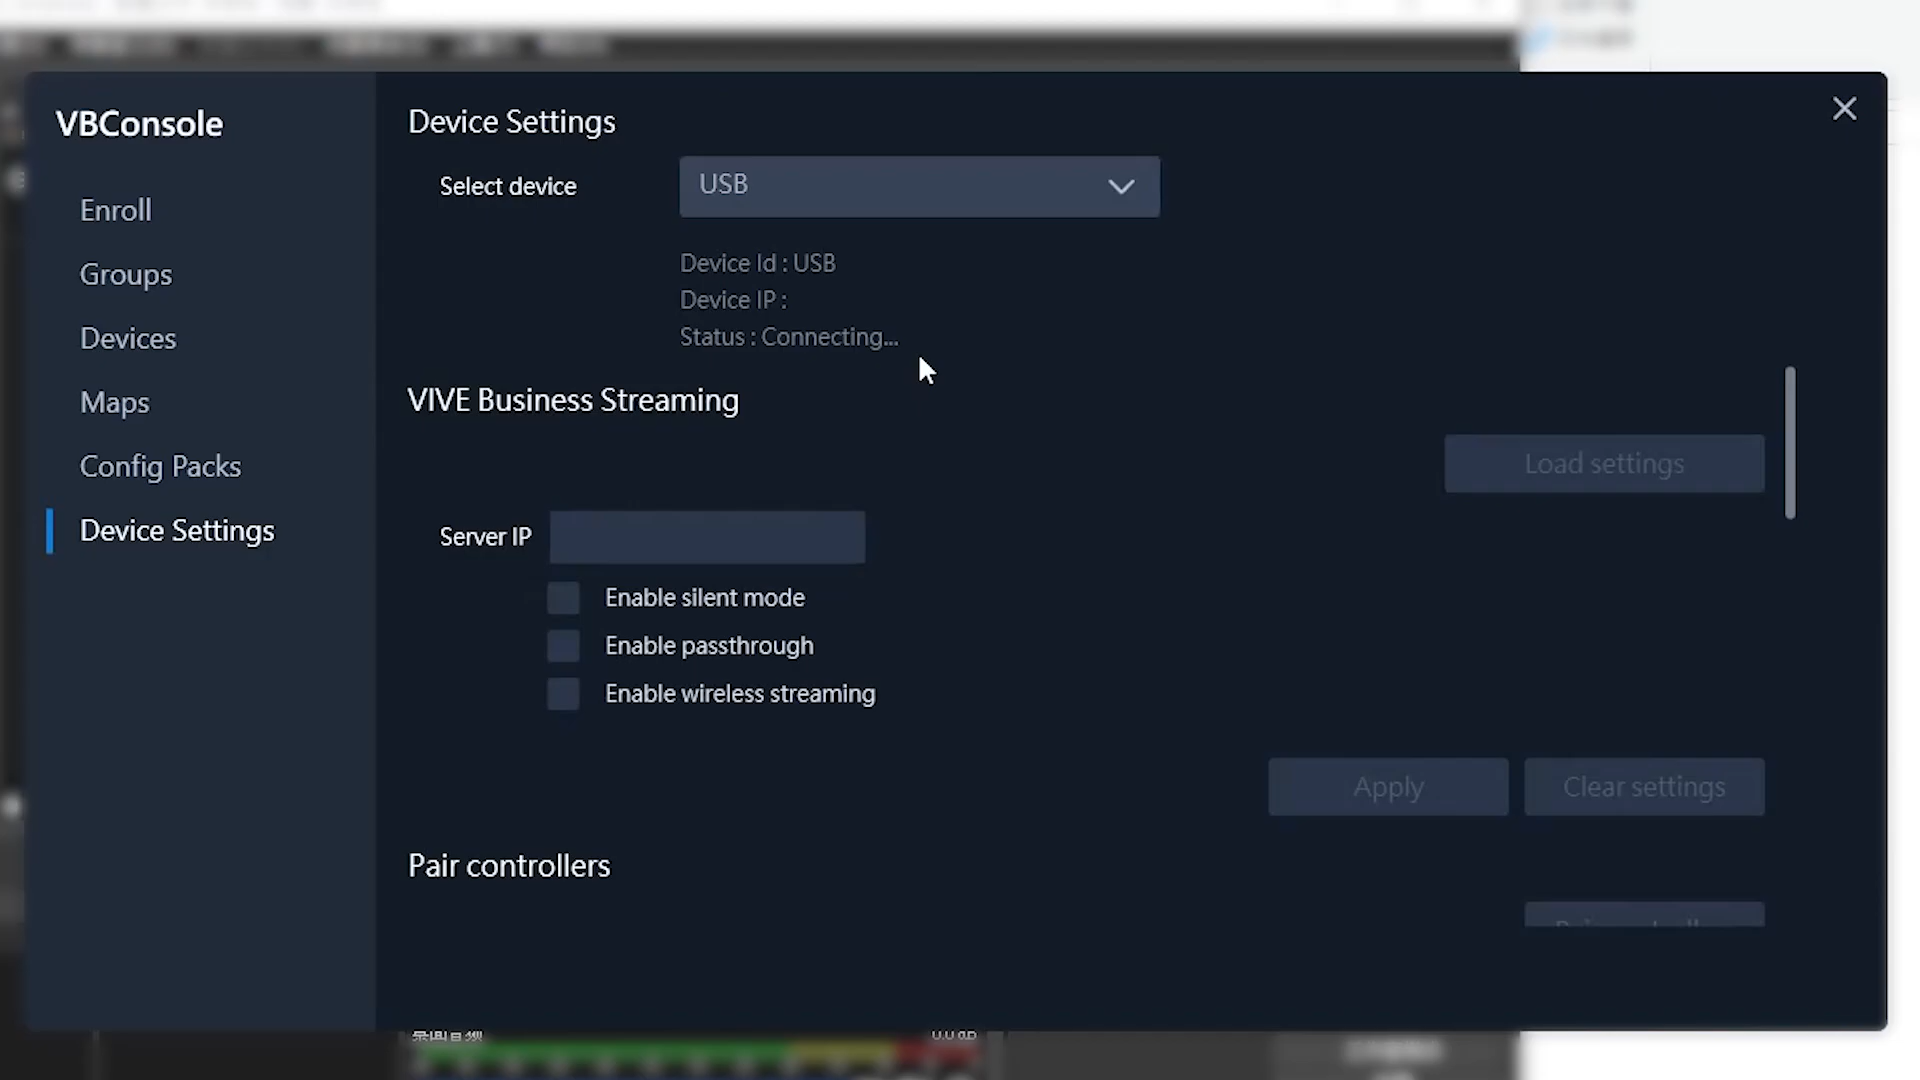 VBConsole
Enroll
Groups
Devices
Maps
Config Packs
Device Settings
Device Settings
Select device
USB
Device Id : USB
Device IP :
Status : Connecting...
VIVE Business Streaming
Load settings
Server IP
Enable silent mode
Enable passthrough
Enable wireless streaming
Apply
Clear settings
Pair controllers